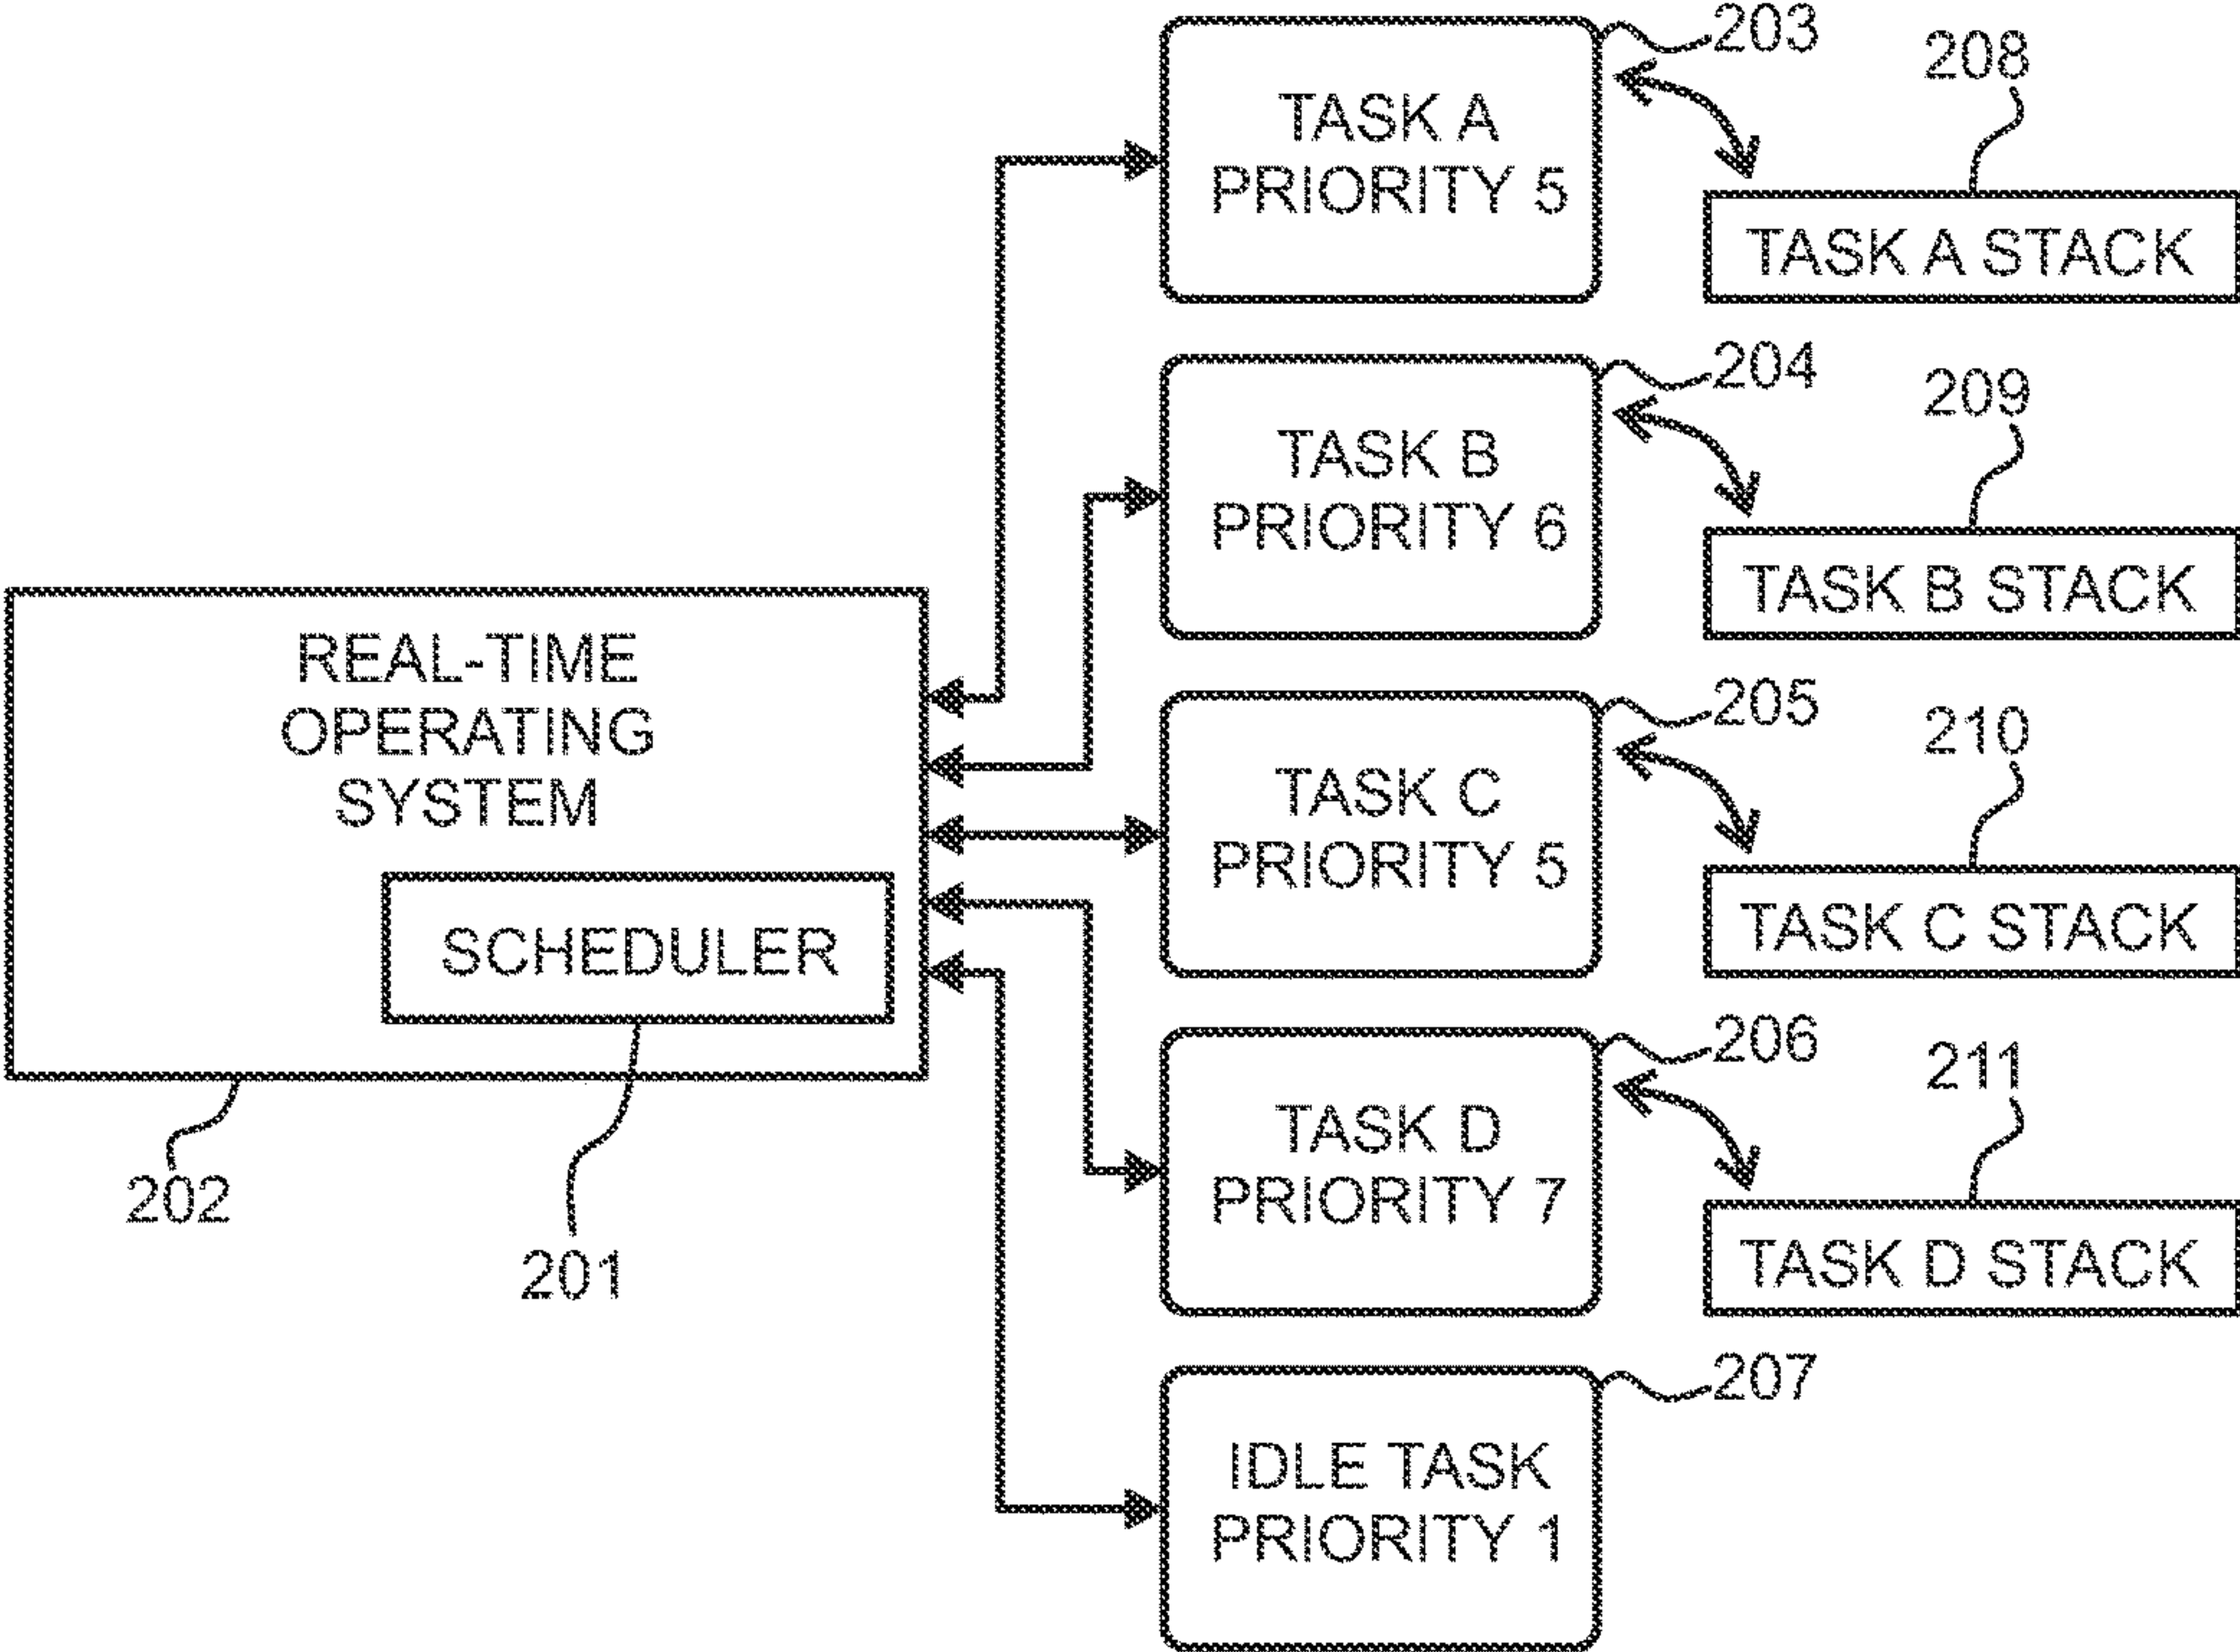 203
208
TASK A
PRIORITY 5
TASK A STACK
204
209
TASK B
PRIORITY 6
TASK B STACK
REAL-TIME
OPERATING
SYSTEM
SCHEDULER
202
201
205
210
TASK C
PRIORITY 5
TASK C STACK
206
211
TASK D
PRIORITY 7
TASK D STACK
207
IDLE TASK
PRIORITY 1